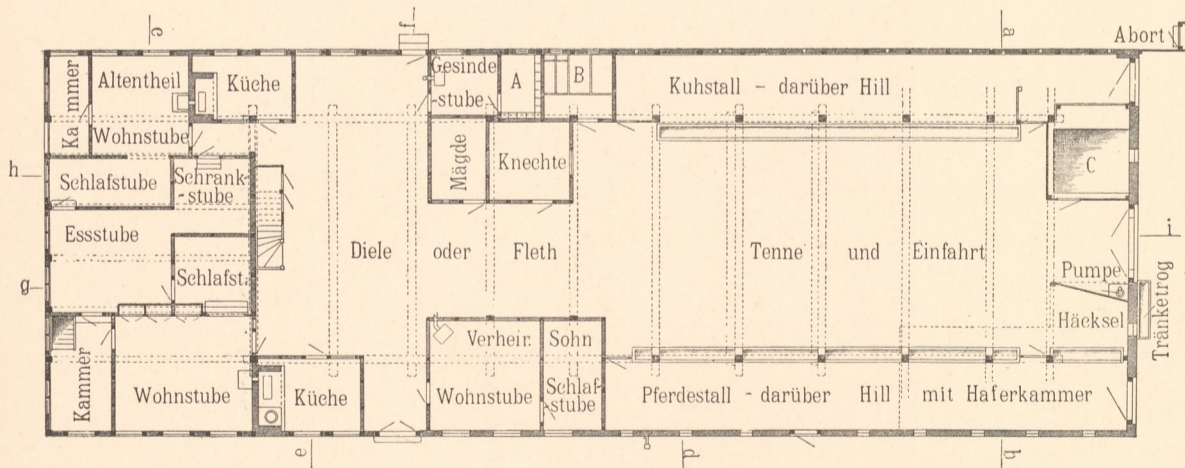 c
f
a
Abort
Kammer
Altentheil
Küche
Gesinde
-stube
A
B
Kuhstall - darüber Hill
Wohnstube
Mägde
Knechte
C
h
Schlafstube
Schrank-
-stube
Essstube
Schlafst.
Diele oder Fleth
Tenne und Einfahrt
i
Pumpe
g
Häcksel
Tränketrog
Kammer
Wohnstube
Küche
Verheir.
Sohn
Wohnstube
Schlaf-
-stube
Pferdestall - darüber Hill mit Haferkammer
e
d
b